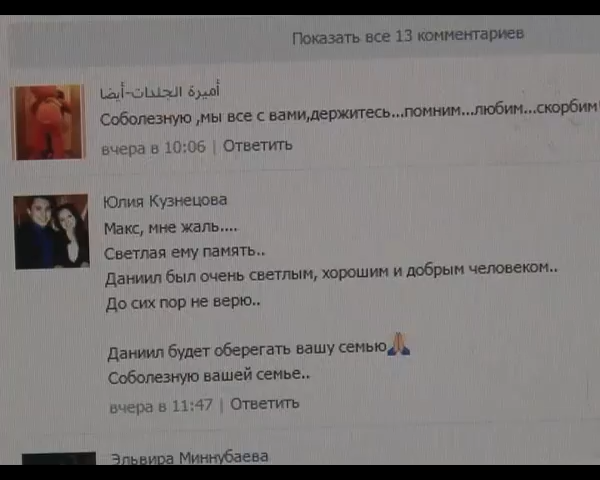 Показать все 13 комментариев
أميرة الجلدات-أيضا
Соболезную ,мы все с вами,держитесь...помним...любим...скорбим
вчера в 10:06 | Ответить
Юлия Кузнецова
Макс, мне жаль....
Светлая ему память..
Даниил был очень светлым, хорошим и добрым человеком..
До сих пор не верю..
Даниил будет оберегать вашу семью🙏
Соболезную вашей семье..
вчера в 11:47 | Ответить
Эльвира Миннубаева